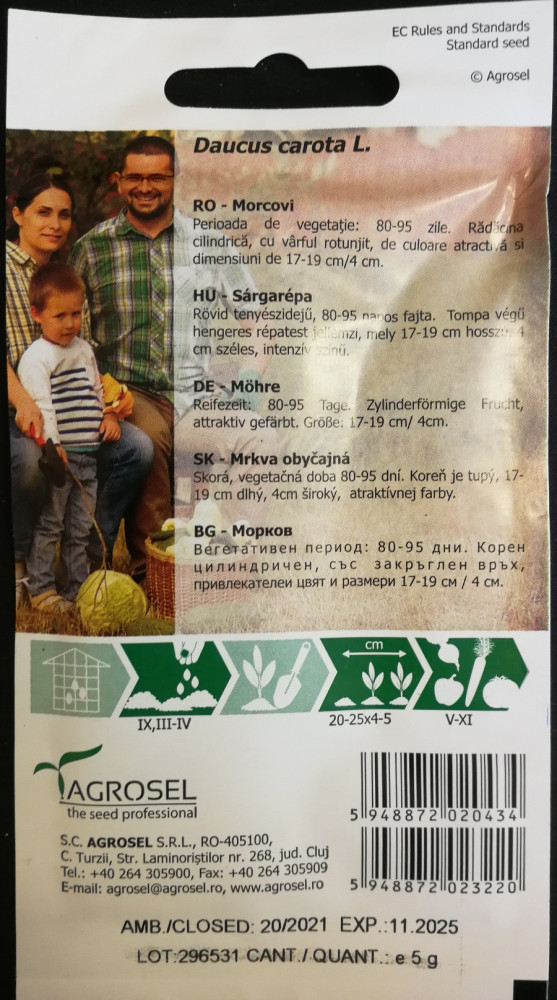 EC Rules and Standards
Standard seed
© Agrosel
Daucus carota L.
RO - Morcovi
Perioada de vegetație: 80-95 zile. Rădăcina
cilindrică, cu vârful rotunjit, de culoare atractivă si
dimensiuni de 17-19 cm/4 cm.
HU - Sárgarépa
Rövid tenyészidejű, 80-95 napos fajta. Tompa végű
hengeres répatest jellemzi, mely 17-19 cm hosszú, 4
cm széles, intenzív színű.
DE - Möhre
Reifezeit: 80-95 Tage. Zylinderförmige Frucht,
attraktiv gefärbt. Größe: 17-19 cm/ 4cm.
SK - Mrkva obyčajná
Skorá, vegetačná doba 80-95 dní. Koreň je tupý, 17-
19 cm dlhý, 4cm široký, atraktívnej farby.
BG - Морков
Вегетативен период: 80-95 дни. Корен
цилиндричен, със закръглен връх,
привлекателеи цвят и размери 17-19 см / 4 см.
cm
IX,III-IV 20-25x4-5 V-XI
AGROSEL
the seed professional
S.C. AGROSEL S.R.L., RO-405100,
C. Turzii, Str. Laminoriștilor nr. 268, jud. Cluj
Tel.: +40 264 305900, Fax: +40 264 305909
E-mail: agrosel@agrosel.ro, www.agrosel.ro
5 948872 020434
5 948872 023220
AMB./CLOSED: 20/2021 EXP.:11.2025
LOT:296531 CANT./ QUANT.: e 5 g